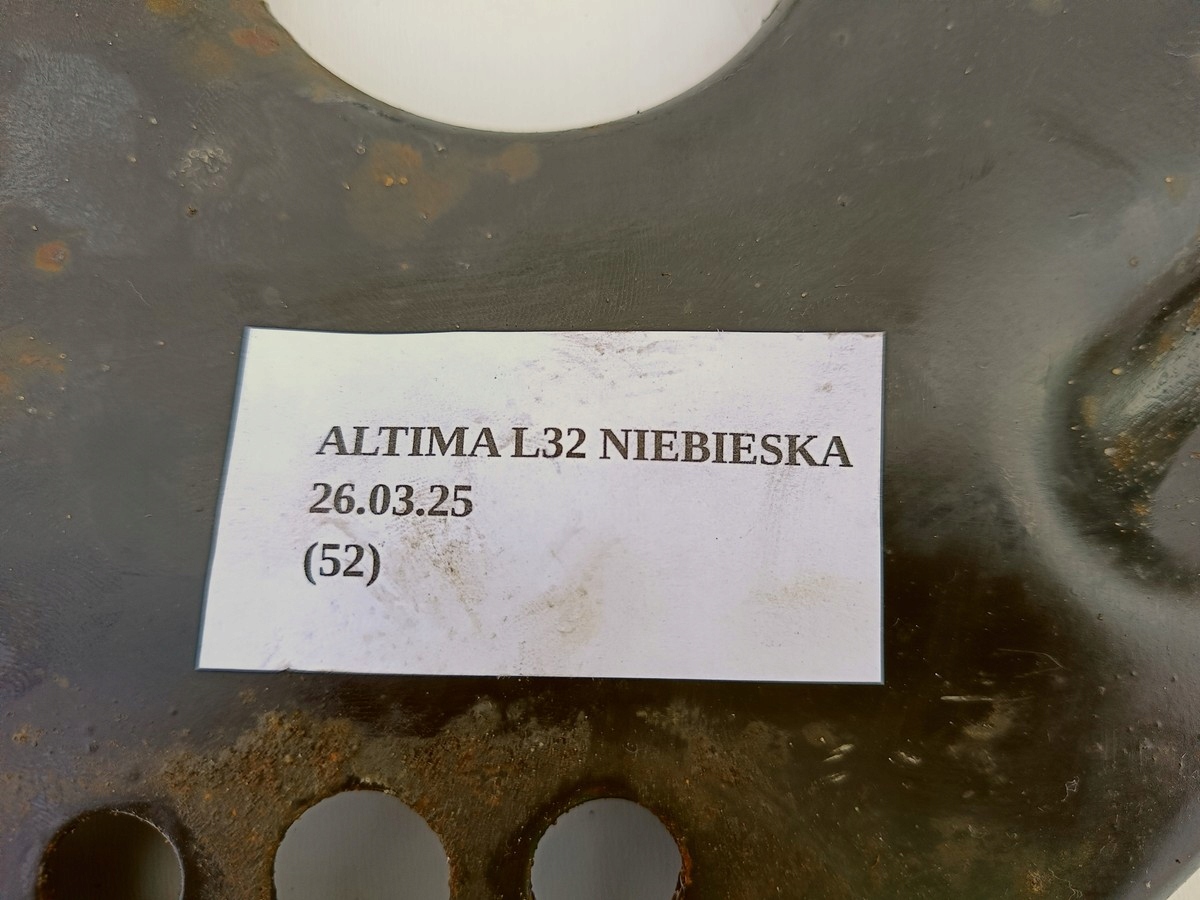 ALTIMA L32 NIEBIESKA
26.03.25
(52)